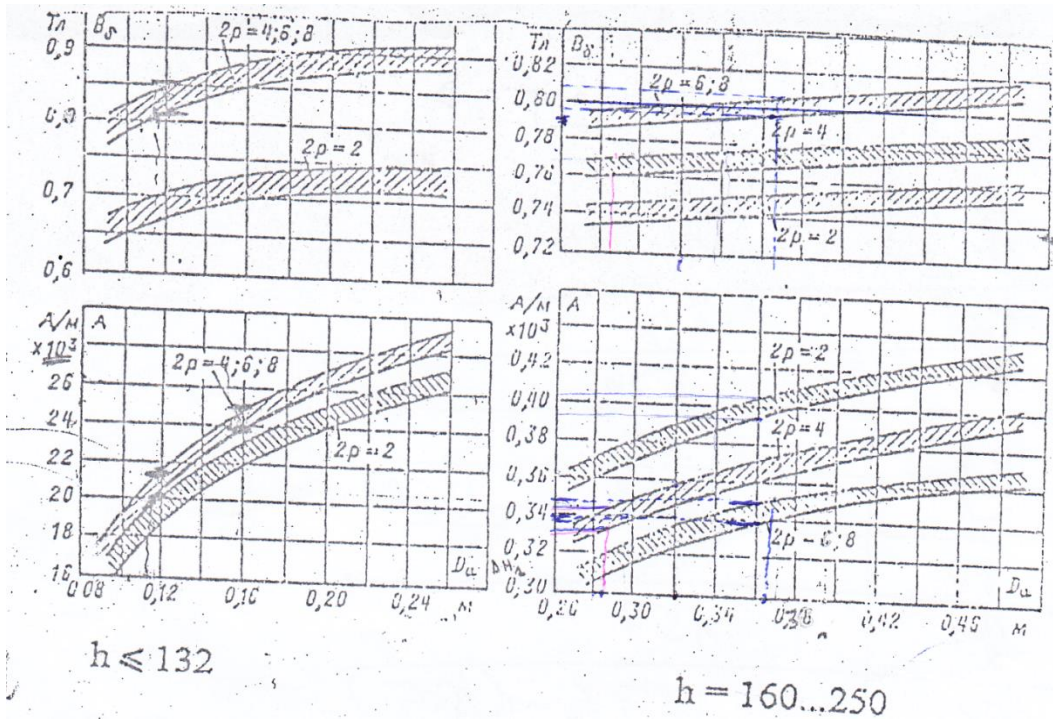 Тл B δ 2p = 4;6;8
0,9
0,8
2p = 2
0,7
0,6
Тл B δ
0,82 2p = 6;8
0,80
2p = 4
0,78
0,76
0,74
2p = 2
0,72
А/м A
×10³
2p = 4;6;8
26
24
22
2p = 2
20
18
16 Da
0,08 0,12 0,16 0,20 0,24 м
А/м A
×10³
2p = 2
0,42
0,40
2p = 4
0,38
0,36
0,34
2p = 6;8
0,32
0,30 Da
0,26 0,30 0,34 0,38 0,42 0,46 м
h ⩽ 132
h = 160...250